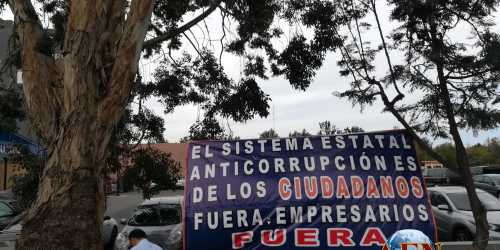 EL SISTEMA ESTATAL
ANTICORRUPCIÓN ES
DE LOS CIUDADANOS
FUERA. EMPRESARIOS
FUERA